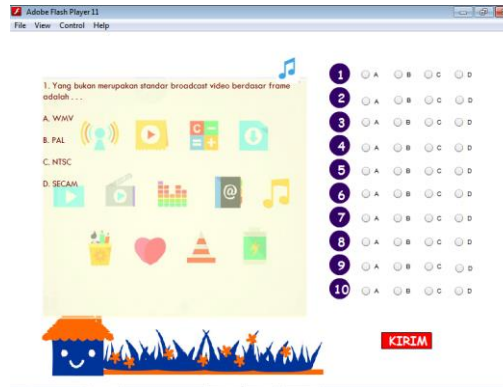 Adobe Flash Player 11
File View Control Help
1. Yang bukan merupakan standar broadcast video berdasar frame
adalah . . .
A. WMV
B. PAL
C. NTSC
D. SECAM
1 A B C D
2 A B C D
3 A B C D
4 A B C D
5 A B C D
6 A B C D
7 A B C D
8 A B C D
9 A B C D
10 A B C D
KIRIM